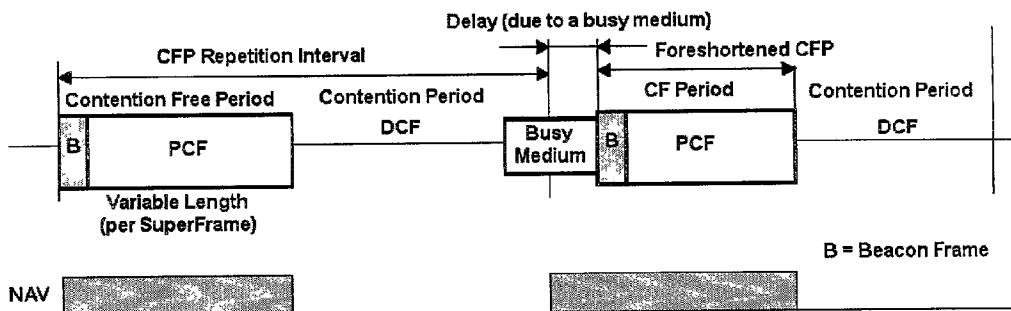 Delay (due to a busy medium)
CFP Repetition Interval
Foreshortened CFP
Contention Free Period
Contention Period
CF Period
Contention Period
B
PCF
DCF
Busy
Medium
B
PCF
DCF
Variable Length
(per SuperFrame)
B = Beacon Frame
NAV